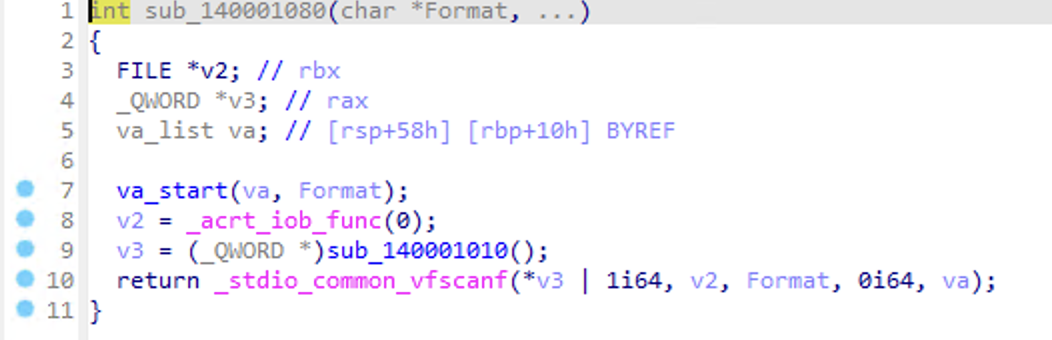 1 int sub_140001080(char *Format, ...)
2 {
3 FILE *v2; // rbx
4 _QWORD *v3; // rax
5 va_list va; // [rsp+58h] [rbp+10h] BYREF
6
7 va_start(va, Format);
8 v2 = _acrt_iob_func(0);
9 v3 = (_QWORD *)sub_140001010();
10 return _stdio_common_vfscanf(*v3 | 1i64, v2, Format, 0i64, va);
11 }